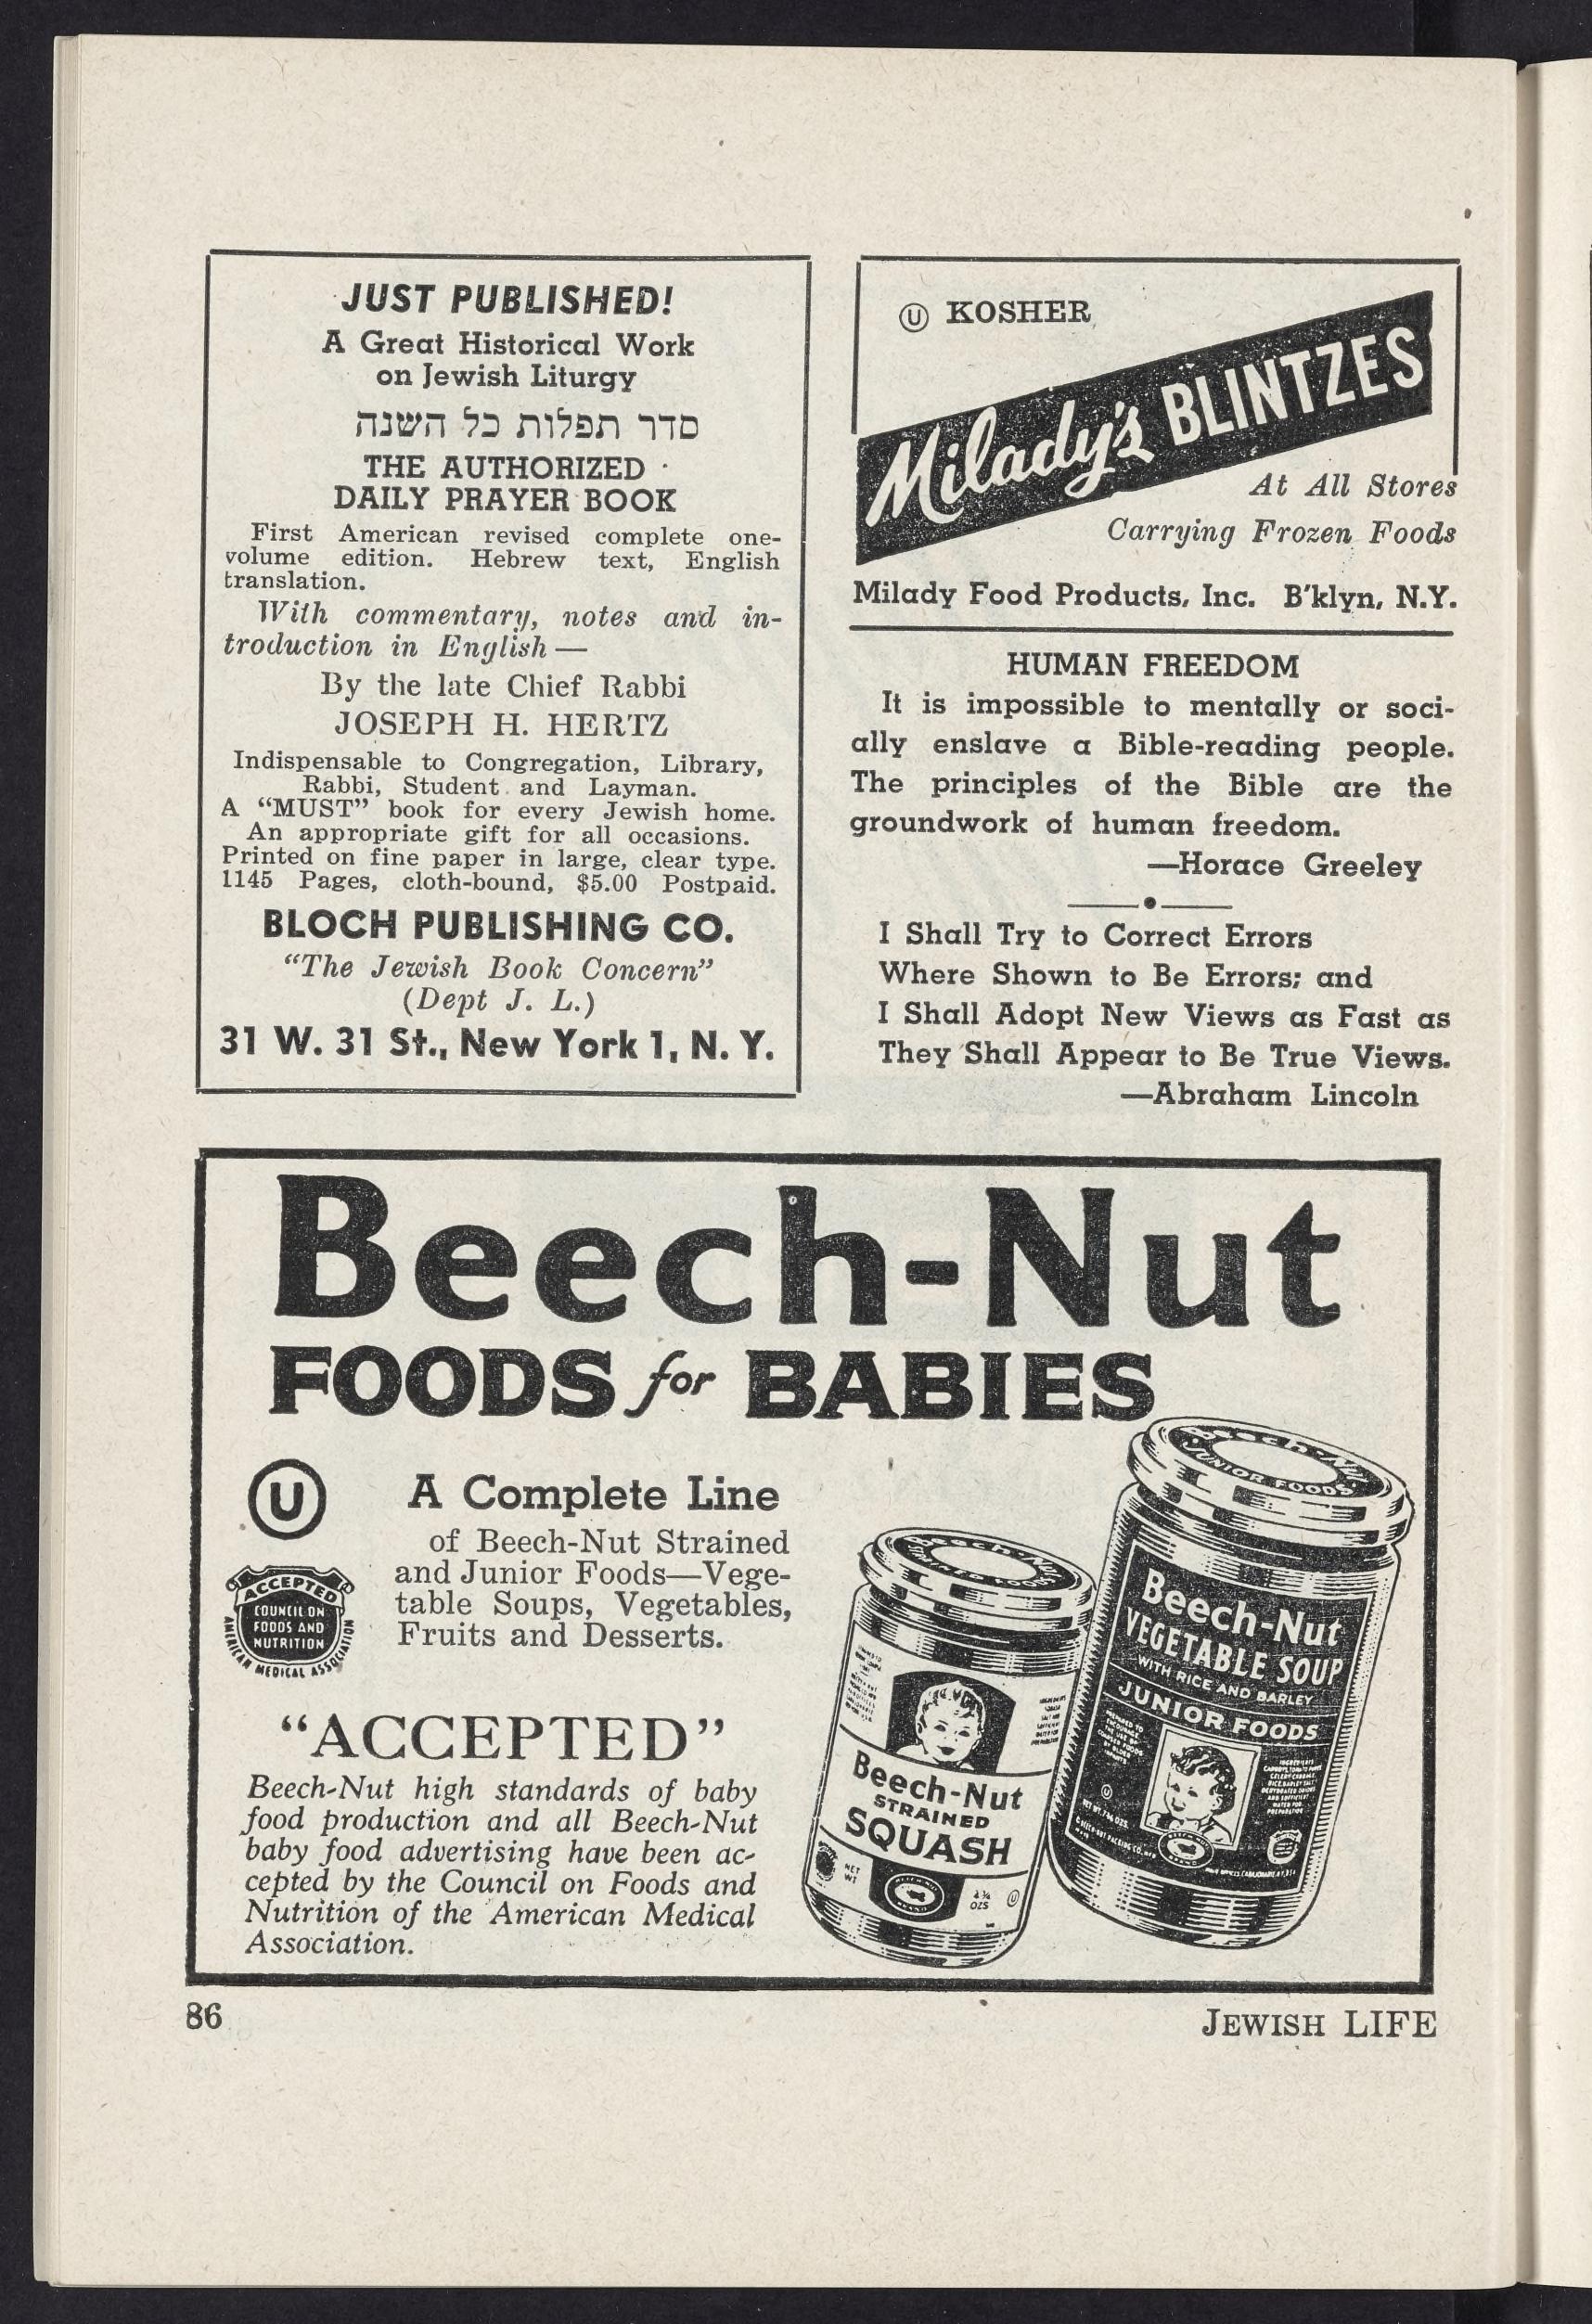 JUST PUBLISHED!
A Great Historical Work
on Jewish Liturgy
סדר תפלות כל השנה
THE AUTHORIZED
DAILY PRAYER BOOK
First American revised complete one-
volume edition. Hebrew text, English
translation.
With commentary, notes and in-
troduction in English —
By the late Chief Rabbi
JOSEPH H. HERTZ
Indispensable to Congregation, Library,
Rabbi, Student and Layman.
A “MUST” book for every Jewish home.
An appropriate gift for all occasions.
Printed on fine paper in large, clear type.
1145 Pages, cloth-bound, $5.00 Postpaid.
BLOCH PUBLISHING CO.
“The Jewish Book Concern”
(Dept J. L.)
31 W. 31 St., New York 1, N. Y.
Ⓤ KOSHER
Milady's BLINTZES
At All Stores
Carrying Frozen Foods
Milady Food Products, Inc. B'klyn, N.Y.
HUMAN FREEDOM
It is impossible to mentally or soci-
ally enslave a Bible-reading people.
The principles of the Bible are the
groundwork of human freedom.
—Horace Greeley
I Shall Try to Correct Errors
Where Shown to Be Errors; and
I Shall Adopt New Views as Fast as
They Shall Appear to Be True Views.
—Abraham Lincoln
Beech-Nut
FOODS for BABIES
Ⓤ
A Complete Line
of Beech-Nut Strained
and Junior Foods—Vege-
table Soups, Vegetables,
Fruits and Desserts.
ACCEPTED
COUNCIL ON
FOODS AND
NUTRITION
AMERICAN MEDICAL ASSOCIATION
“ACCEPTED”
Beech-Nut high standards of baby
food production and all Beech-Nut
baby food advertising have been ac-
cepted by the Council on Foods and
Nutrition of the American Medical
Association.
Beech-Nut
Beech-Nut
STRAINED
SQUASH
NET
WT
4 ¾
OZS
Ⓤ
Beech-Nut
JUNIOR FOODS
Beech-Nut
VEGETABLE SOUP
WITH RICE AND BARLEY
JUNIOR FOODS
86
JEWISH LIFE